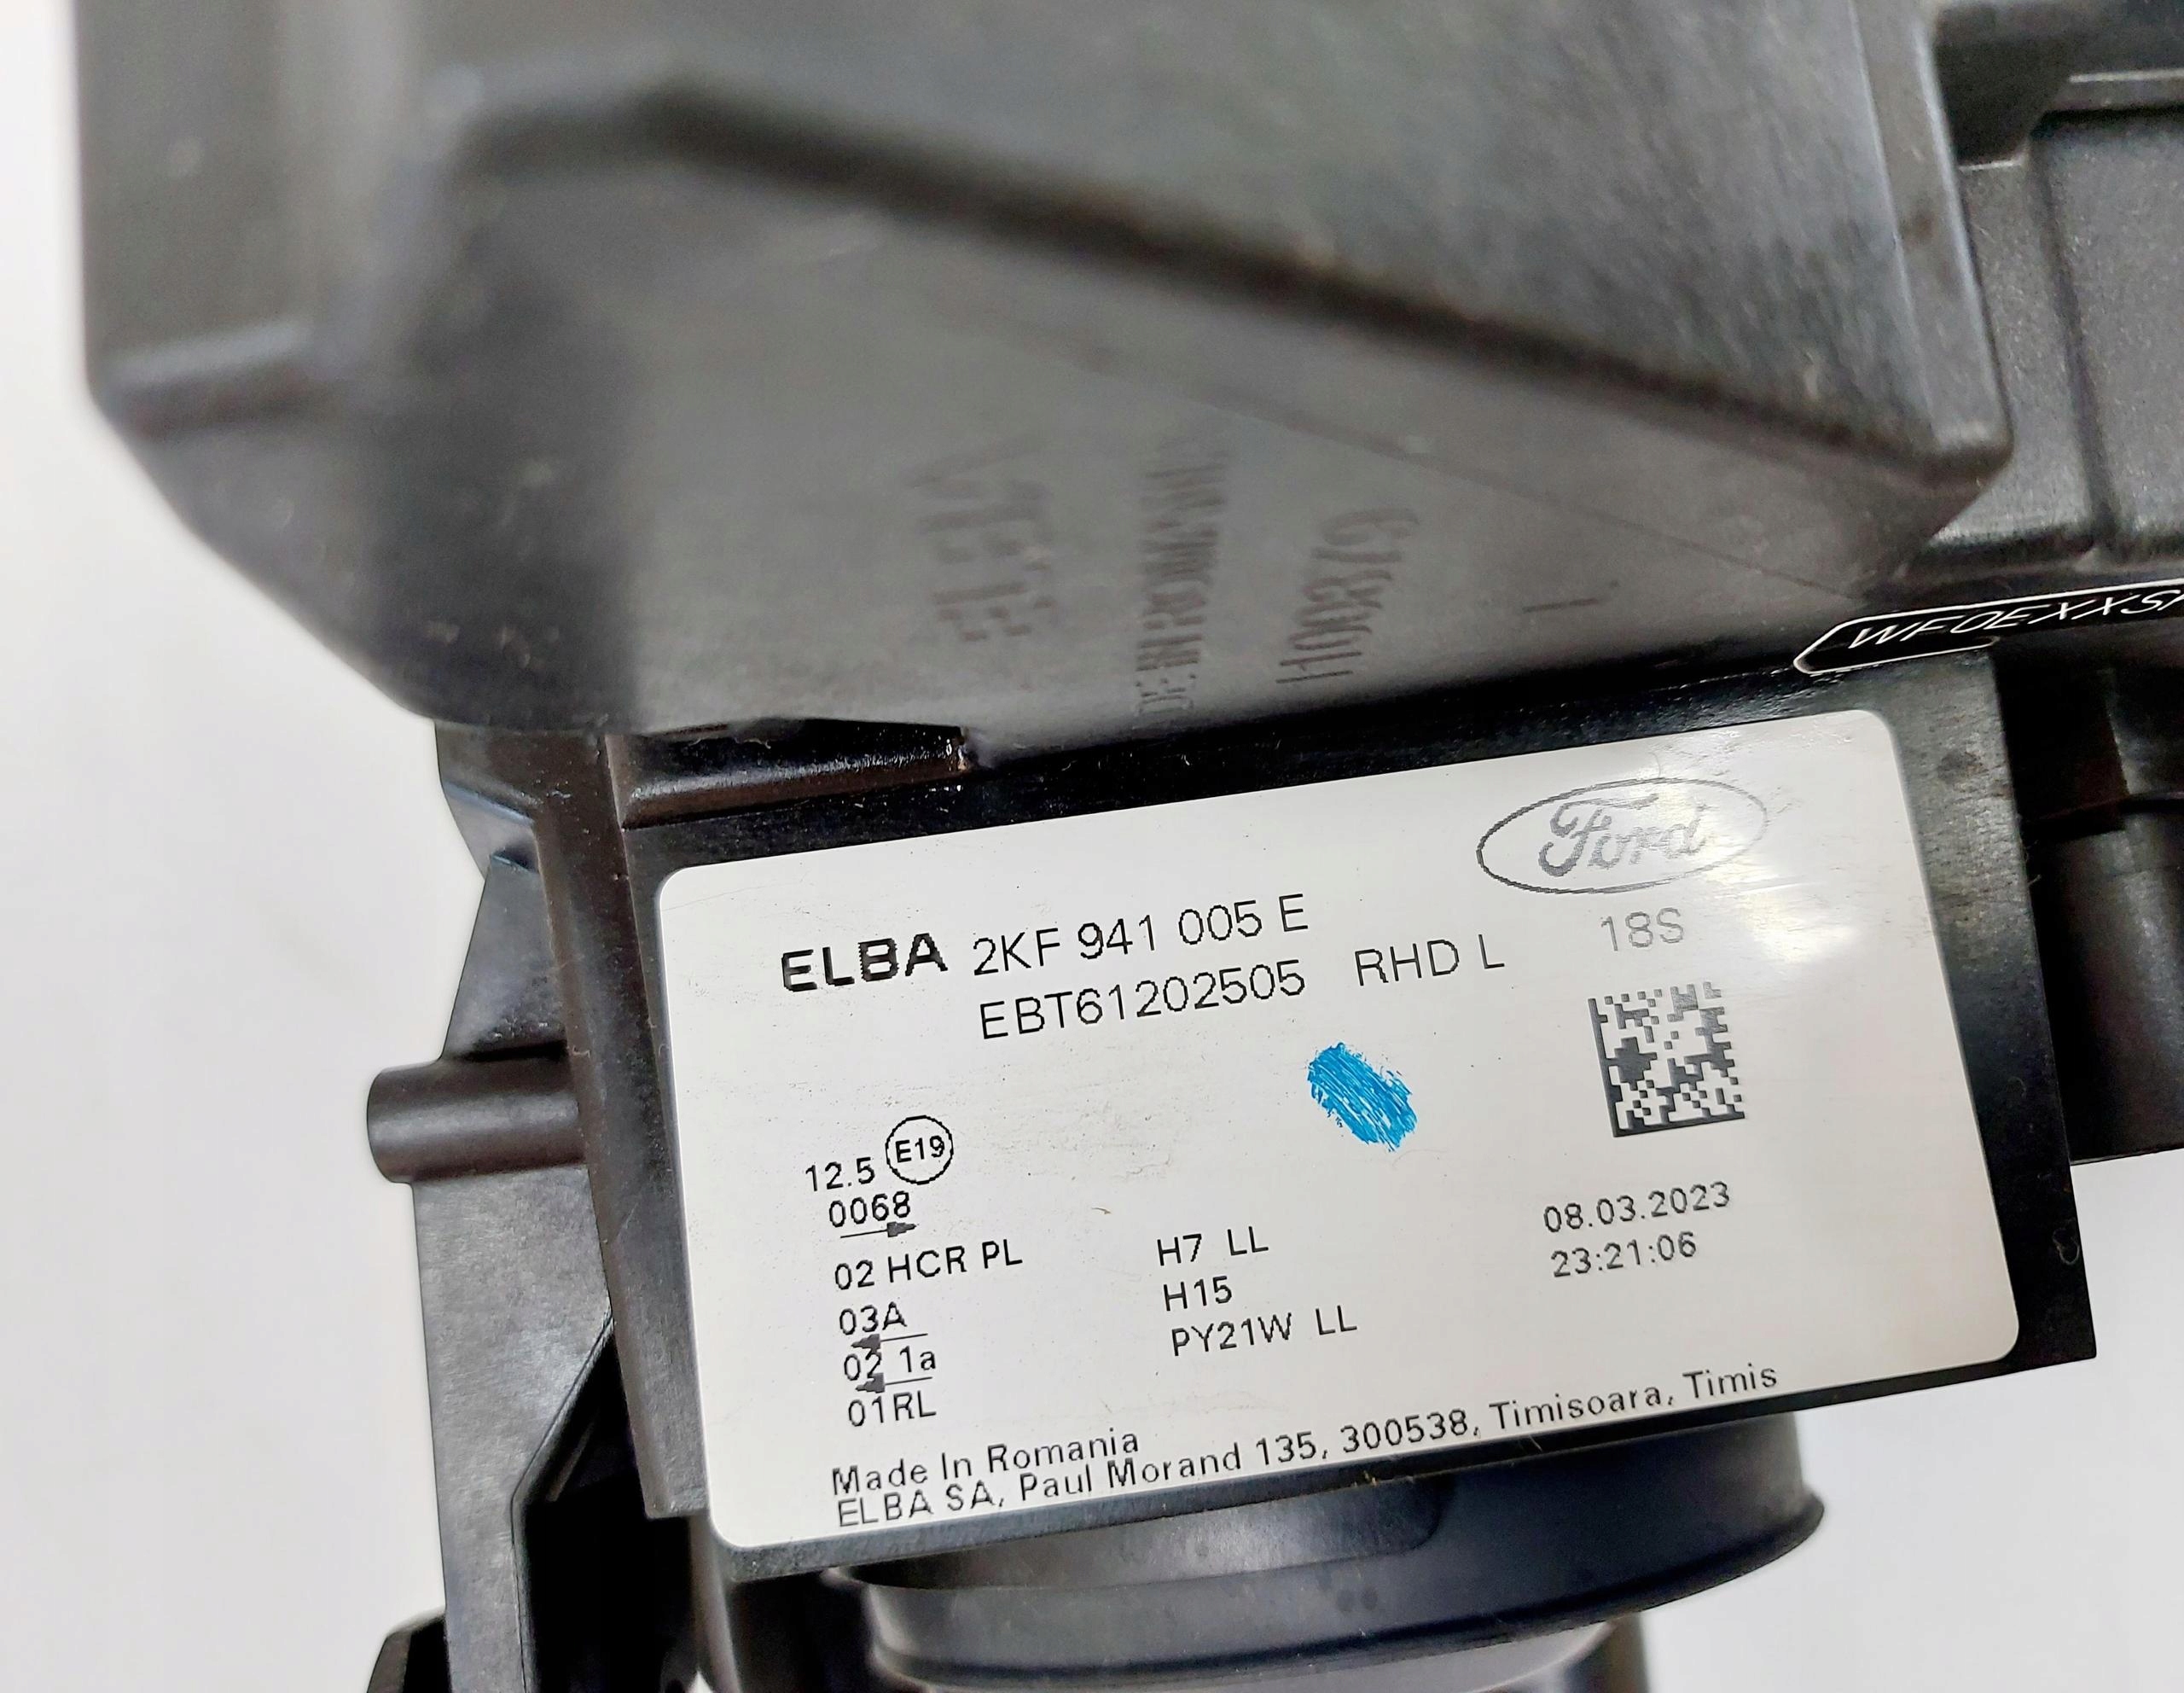 H00879
WF0EXXS
Ford
ELBA 2KF 941 005 E
18S
EBT61202505 RHD L
12.5 E19
0068
02 HCR PL
03A
02 1a
01RL
H7 LL
H15
PY21W LL
08.03.2023
23:21:06
Made In Romania
ELBA SA, Paul Morand 135, 300538, Timisoara, Timis